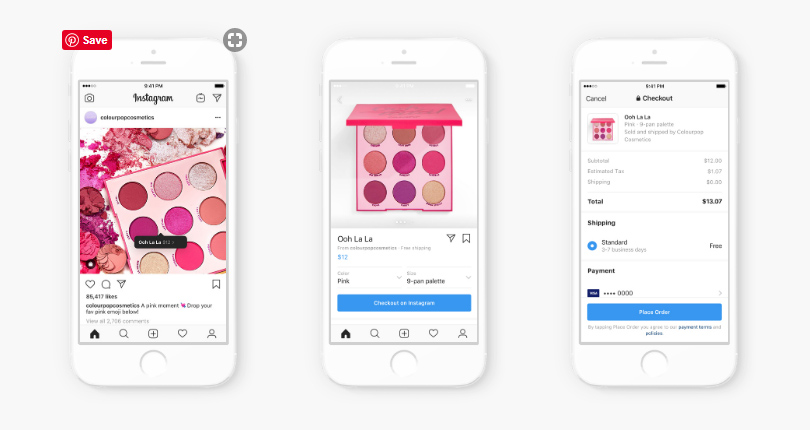 Save
9:41 PM
Instagram
colourpopcosmetics
Ooh La La $12 >
89,417 likes
colourpopcosmetics A pink moment 💘 Drop your
fav pink emoji below!
View all 2,706 comments
Ooh La La
From colourpopcosmetics · Free shipping
$12
Color
Pink
Size
9-pan palette
Checkout on Instagram
9:41 PM
Cancel
Checkout
Ooh La La
Pink · 9-pan palette
Sold and shipped by Colourpop
Cosmetics
Subtotal $12.00
Estimated Tax $1.07
Shipping $0.00
Total $13.07
Shipping
Standard
3-7 business days
Free
Payment
VISA •••• 0000
Place Order
By tapping Place Order you agree to our payment terms and
policies.